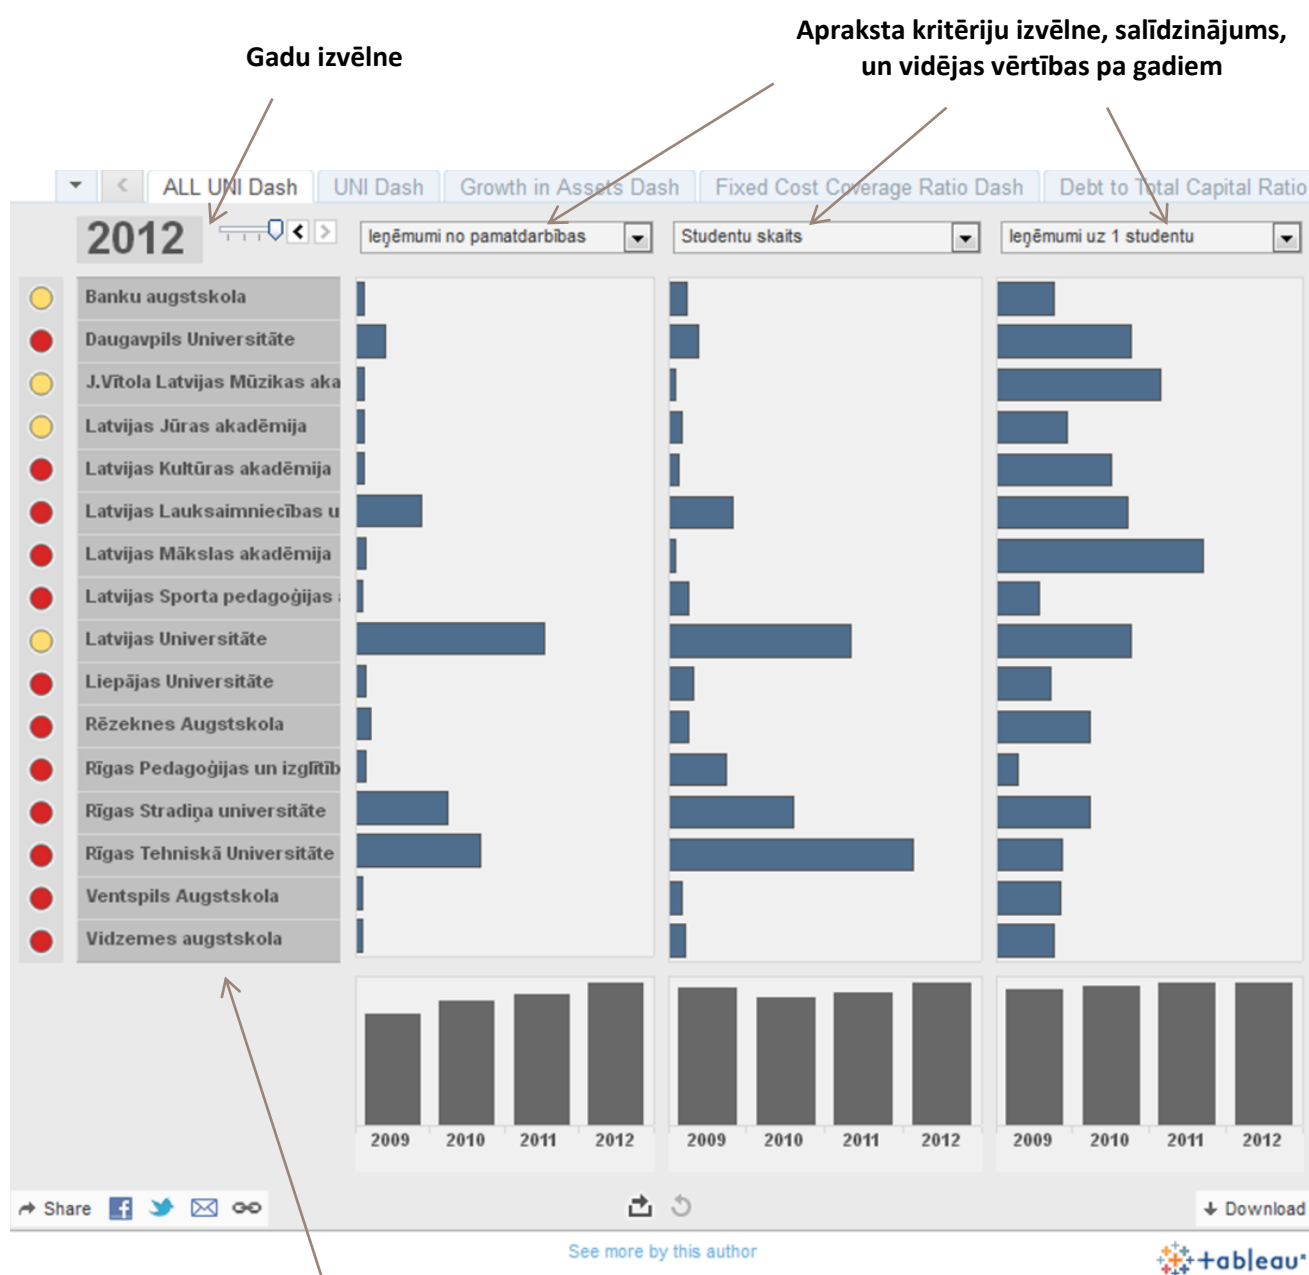 Gadu izvēlne
Apraksta kritēriju izvēlne, salīdzinājums,
un vidējas vērtības pa gadiem
ALL UNI Dash
UNI Dash
Growth in Assets Dash
Fixed Cost Coverage Ratio Dash
Debt to Total Capital Ratio
2012
Ieņēmumi no pamatdarbības
Studentu skaits
Ieņēmumi uz 1 studentu
Banku augstskola
Daugavpils Universitāte
J.Vītola Latvijas Mūzikas aka
Latvijas Jūras akadēmija
Latvijas Kultūras akadēmija
Latvijas Lauksaimniecības u
Latvijas Mākslas akadēmija
Latvijas Sporta pedagoģijas a
Latvijas Universitāte
Liepājas Universitāte
Rēzeknes Augstskola
Rīgas Pedagoģijas un izglītīb
Rīgas Stradiņa universitāte
Rīgas Tehniskā Universitāte
Ventspils Augstskola
Vidzemes augstskola
2009 2010 2011 2012
2009 2010 2011 2012
2009 2010 2011 2012
Share
Download
See more by this author
+ableau